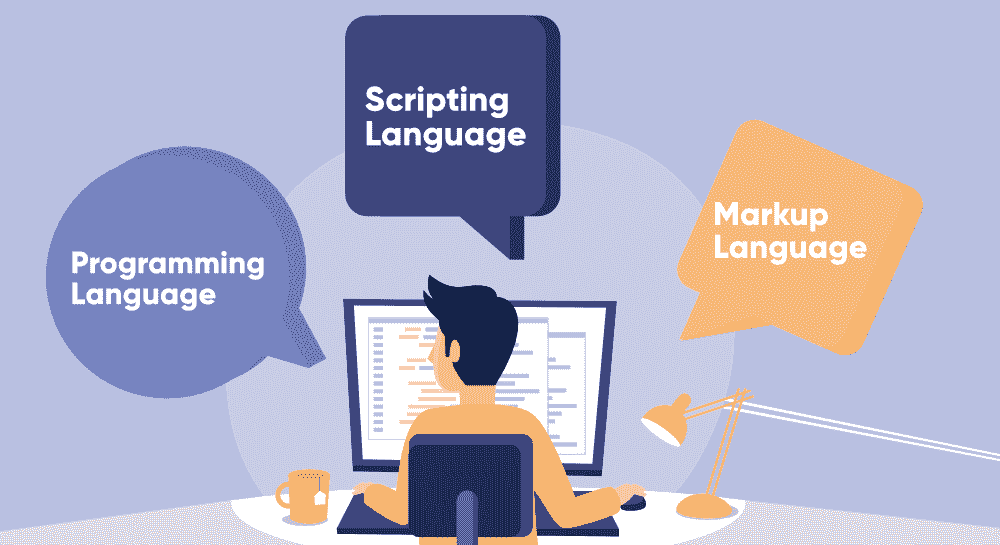 Programming
Language
Scripting
Language
Markup
Language